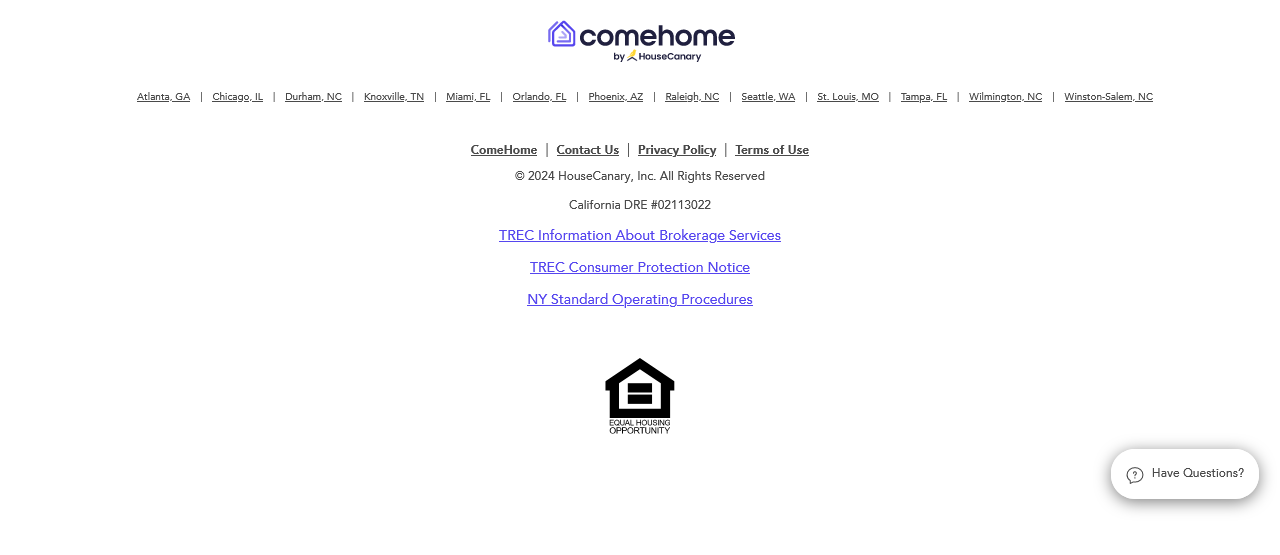 comehome
by HouseCanary
Atlanta, GA | Chicago, IL | Durham, NC | Knoxville, TN | Miami, FL | Orlando, FL | Phoenix, AZ | Raleigh, NC | Seattle, WA | St. Louis, MO | Tampa, FL | Wilmington, NC | Winston-Salem, NC
ComeHome | Contact Us | Privacy Policy | Terms of Use
© 2024 HouseCanary, Inc. All Rights Reserved
California DRE #02113022
TREC Information About Brokerage Services
TREC Consumer Protection Notice
NY Standard Operating Procedures
EQUAL HOUSING
OPPORTUNITY
Have Questions?